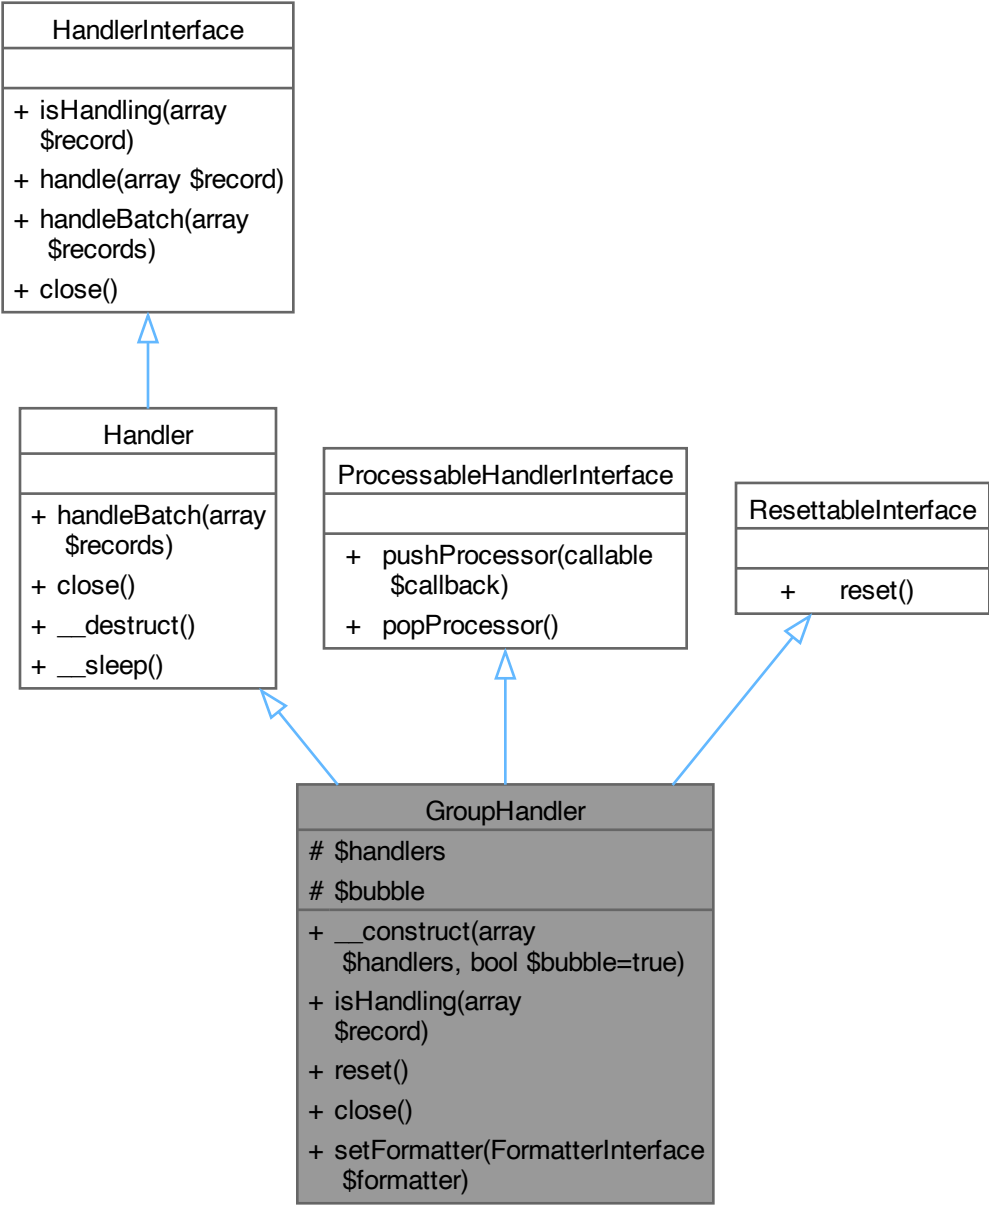 HandlerInterface
+ isHandling(array
$record)
+ handle(array $record)
+ handleBatch(array
$records)
+ close()
Handler
+ handleBatch(array
$records)
+ close()
+ __destruct()
+ __sleep()
ProcessableHandlerInterface
+ pushProcessor(callable
$callback)
+ popProcessor()
ResettableInterface
+ reset()
GroupHandler
# $handlers
# $bubble
+ __construct(array
$handlers, bool $bubble=true)
+ isHandling(array
$record)
+ reset()
+ close()
+ setFormatter(FormatterInterface
$formatter)